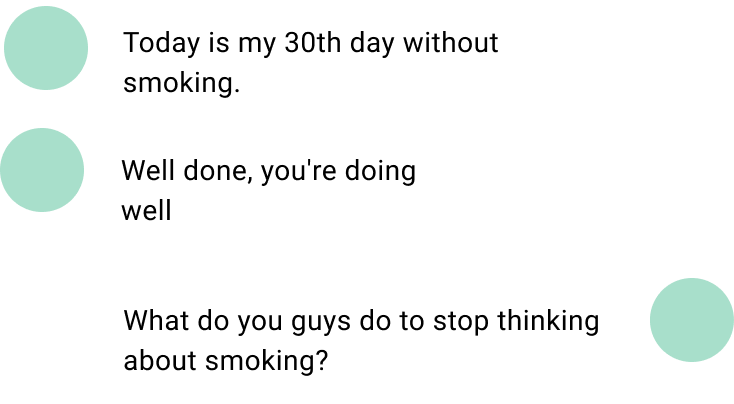 Today is my 30th day without
smoking.
Well done, you're doing
well
What do you guys do to stop thinking
about smoking?